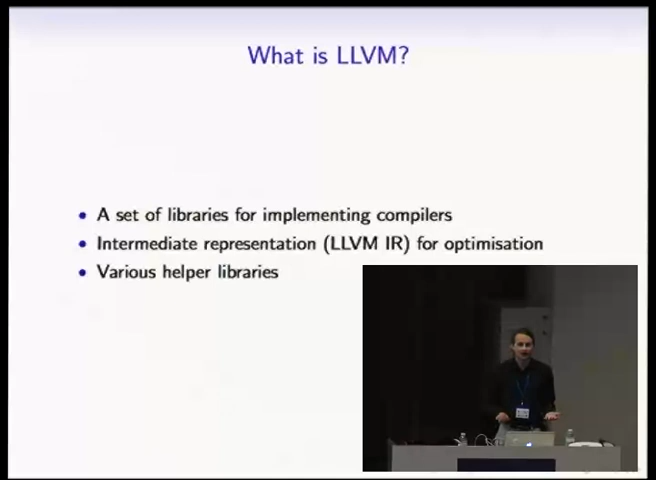 What is LLVM?
A set of libraries for implementing compilers
Intermediate representation (LLVM IR) for optimisation
Various helper libraries